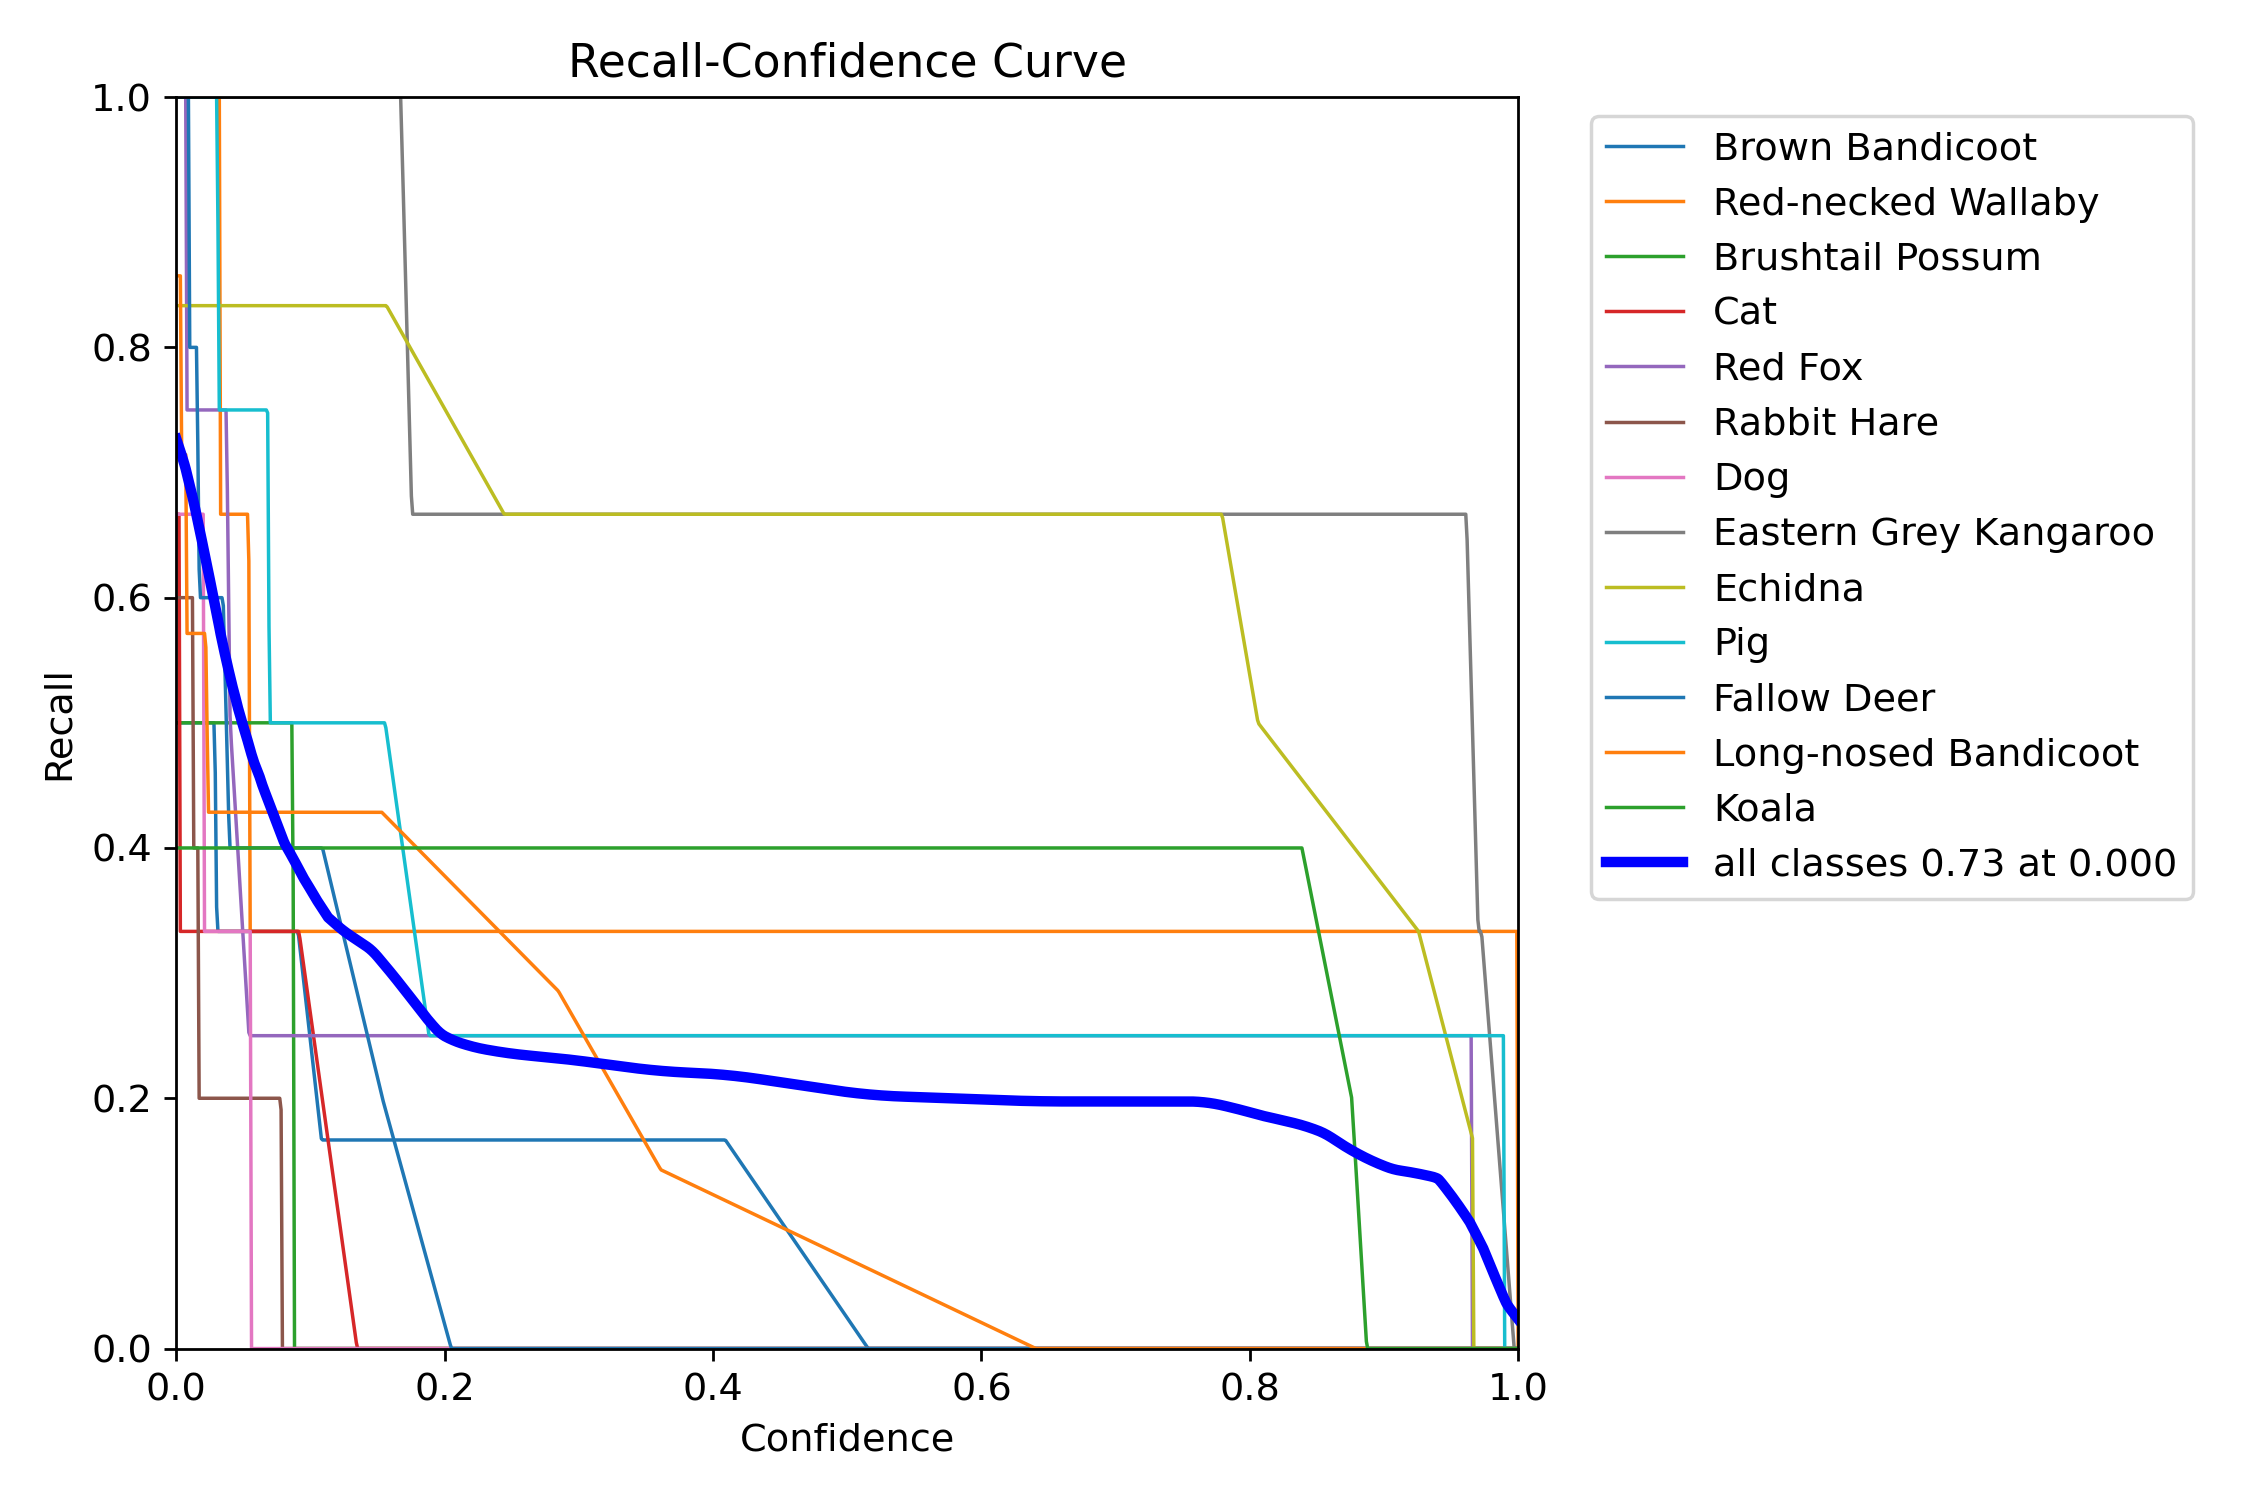 Recall-Confidence Curve
1.0
0.8
0.6
0.4
0.2
0.0
Recall
0.0 0.2 0.4 0.6 0.8 1.0
Confidence
Brown Bandicoot
Red-necked Wallaby
Brushtail Possum
Cat
Red Fox
Rabbit Hare
Dog
Eastern Grey Kangaroo
Echidna
Pig
Fallow Deer
Long-nosed Bandicoot
Koala
all classes 0.73 at 0.000